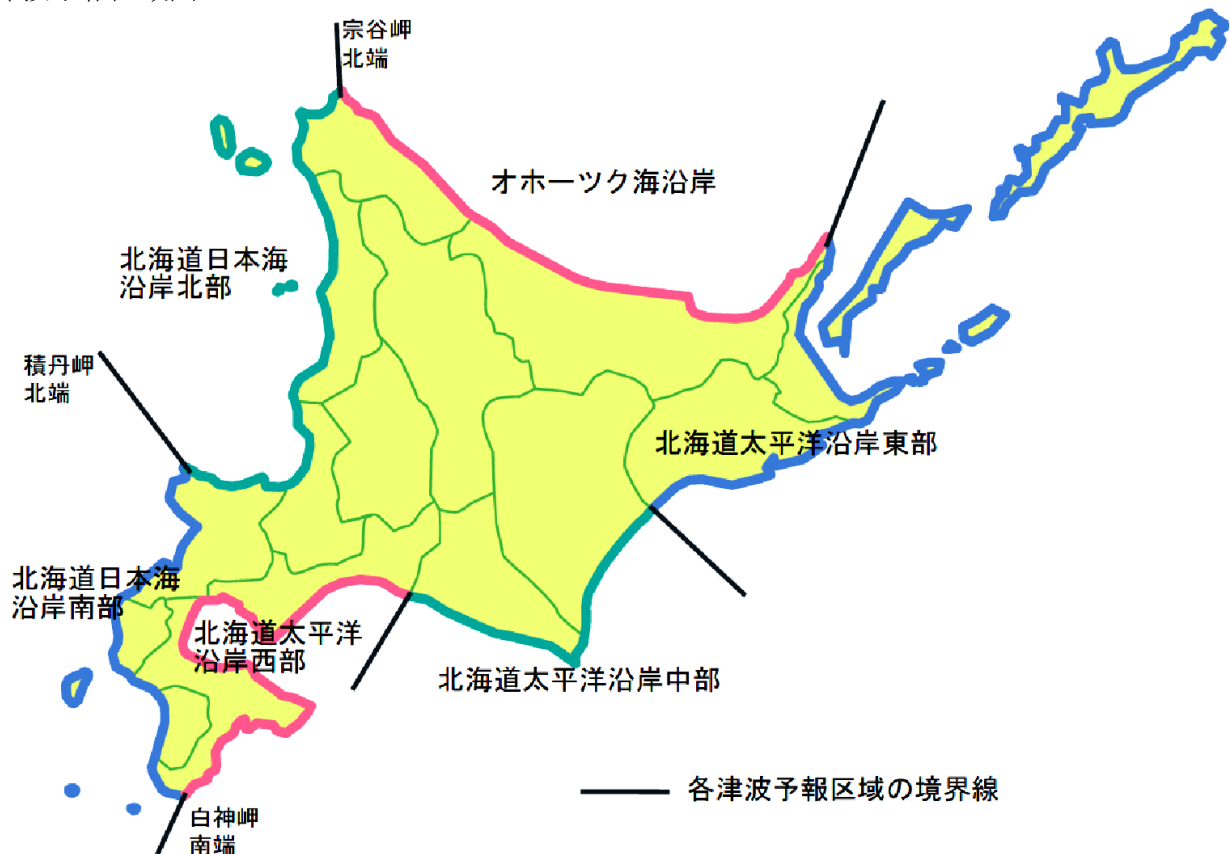 宗谷岬
北端
オホーツク海沿岸
北海道日本海
沿岸北部
積丹岬
北端
北海道太平洋沿岸東部
北海道日本海
沿岸南部
北海道太平洋
沿岸西部
北海道太平洋沿岸中部
各津波予報区域の境界線
白神岬
南端